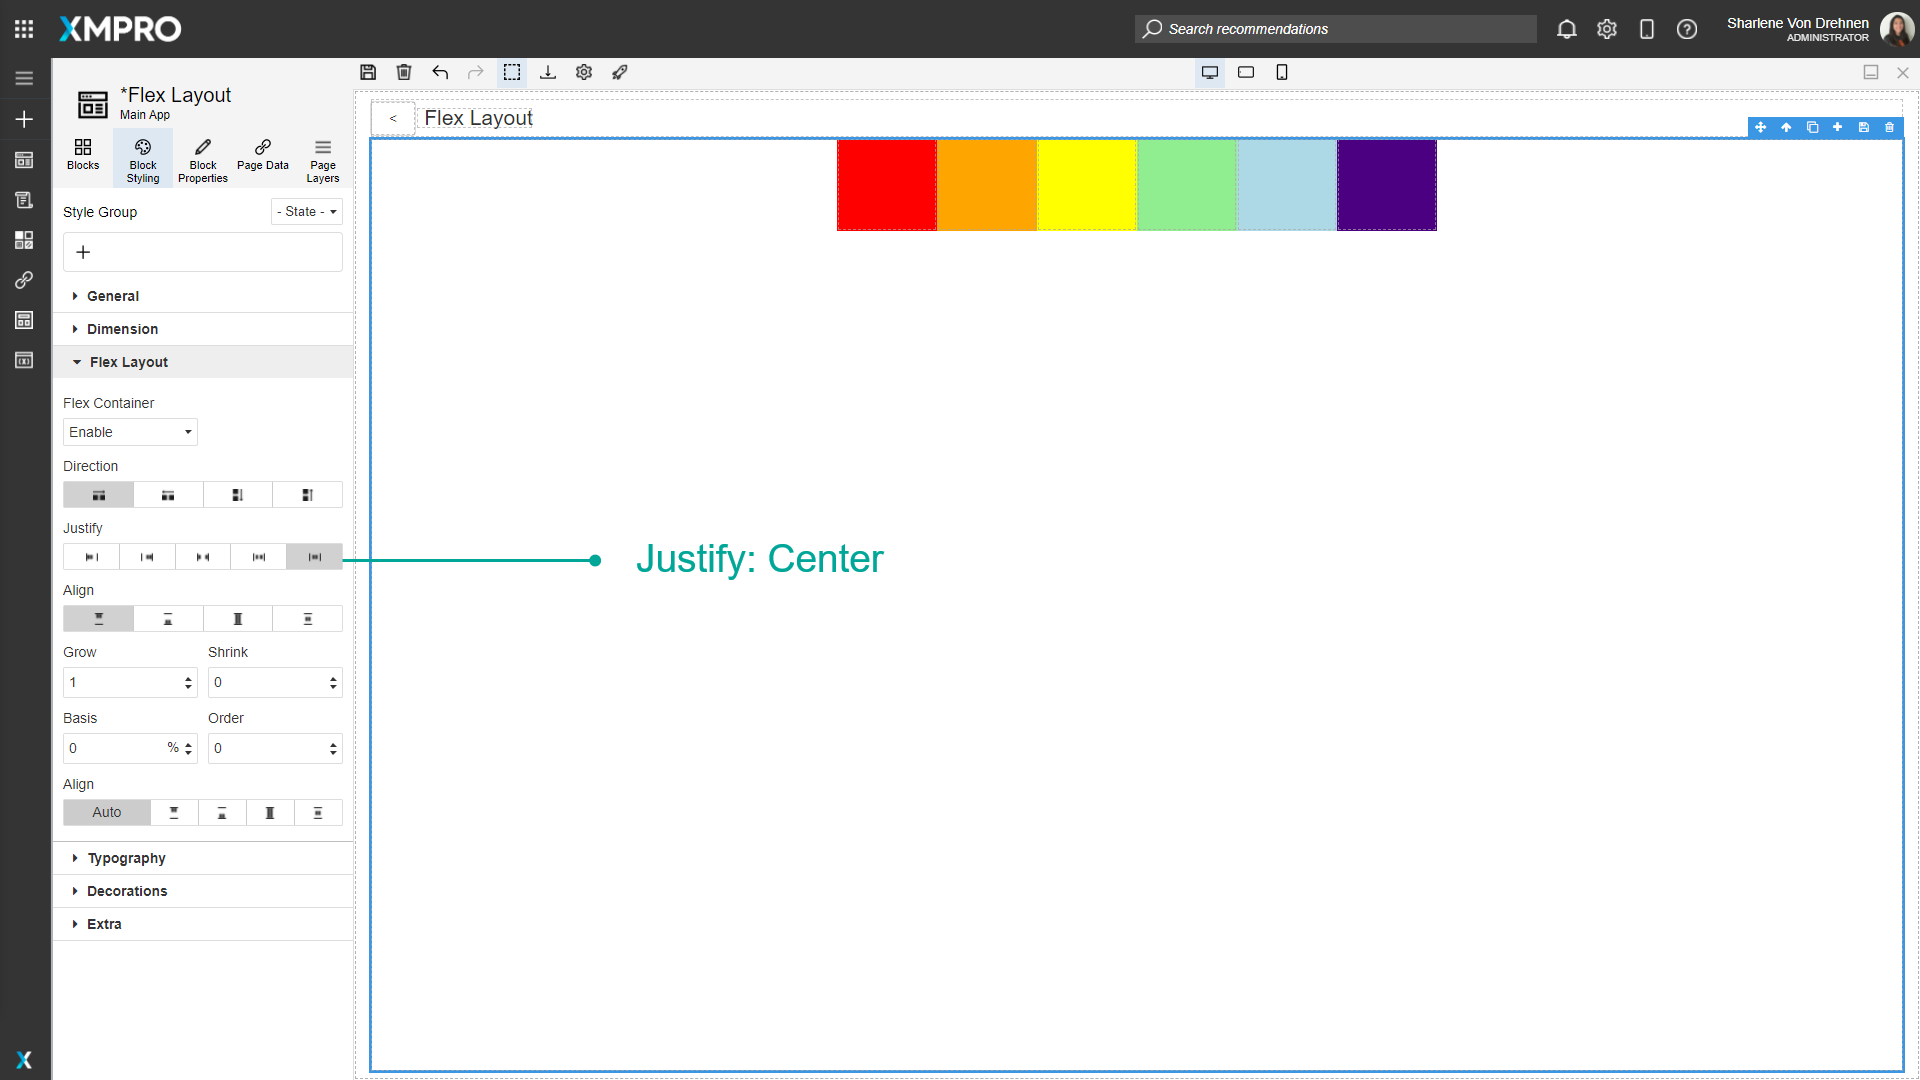 XMPRO
Search recommendations
Sharlene Von Drehnen
ADMINISTRATOR
*Flex Layout
Main App
Blocks
Block Styling
Block Properties
Page Data
Page Layers
Style Group
- State -
General
Dimension
Flex Layout
Flex Container
Enable
Direction
Justify
Align
Grow
Shrink
1
0
Basis
Order
0
%
0
Align
Auto
Typography
Decorations
Extra
<
Flex Layout
Justify: Center